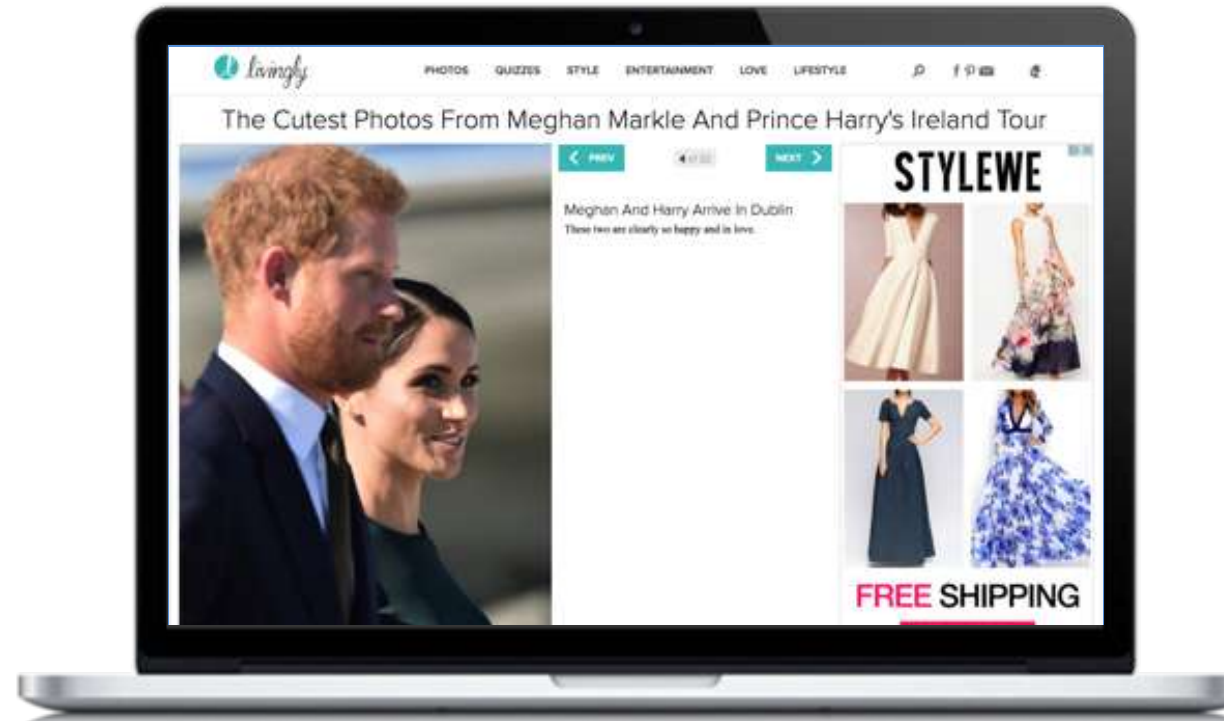 livingly
PHOTOS QUIZZES STYLE ENTERTAINMENT LOVE LIFESTYLE
The Cutest Photos From Meghan Markle And Prince Harry's Ireland Tour
PREV
NEXT
STYLEWE
Meghan And Harry Arrive In Dublin
These two are clearly so happy and in love.
FREE SHIPPING